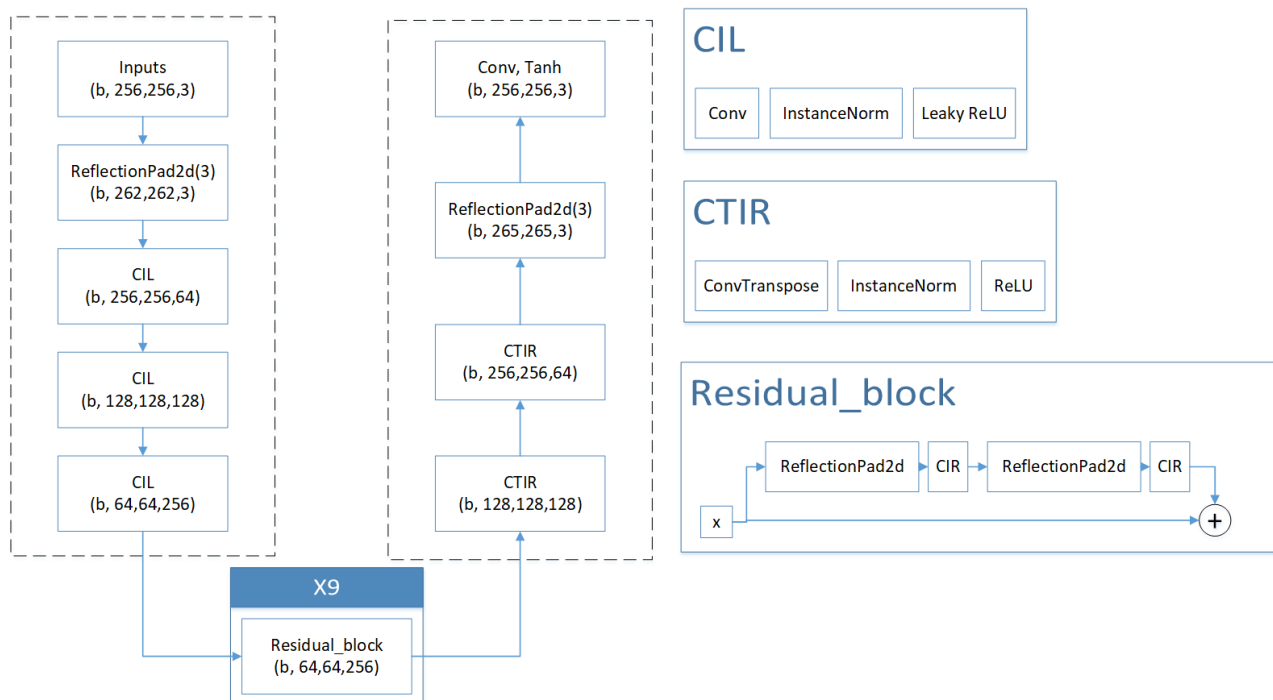 Inputs
(b, 256,256,3)
ReflectionPad2d(3)
(b, 262,262,3)
CIL
(b, 256,256,64)
CIL
(b, 128,128,128)
CIL
(b, 64,64,256)
X9
Residual_block
(b, 64,64,256)
Conv, Tanh
(b, 256,256,3)
ReflectionPad2d(3)
(b, 265,265,3)
CTIR
(b, 256,256,64)
CTIR
(b, 128,128,128)
CIL
Conv
InstanceNorm
Leaky ReLU
CTIR
ConvTranspose
InstanceNorm
ReLU
Residual_block
ReflectionPad2d
CIR
ReflectionPad2d
CIR
x
+